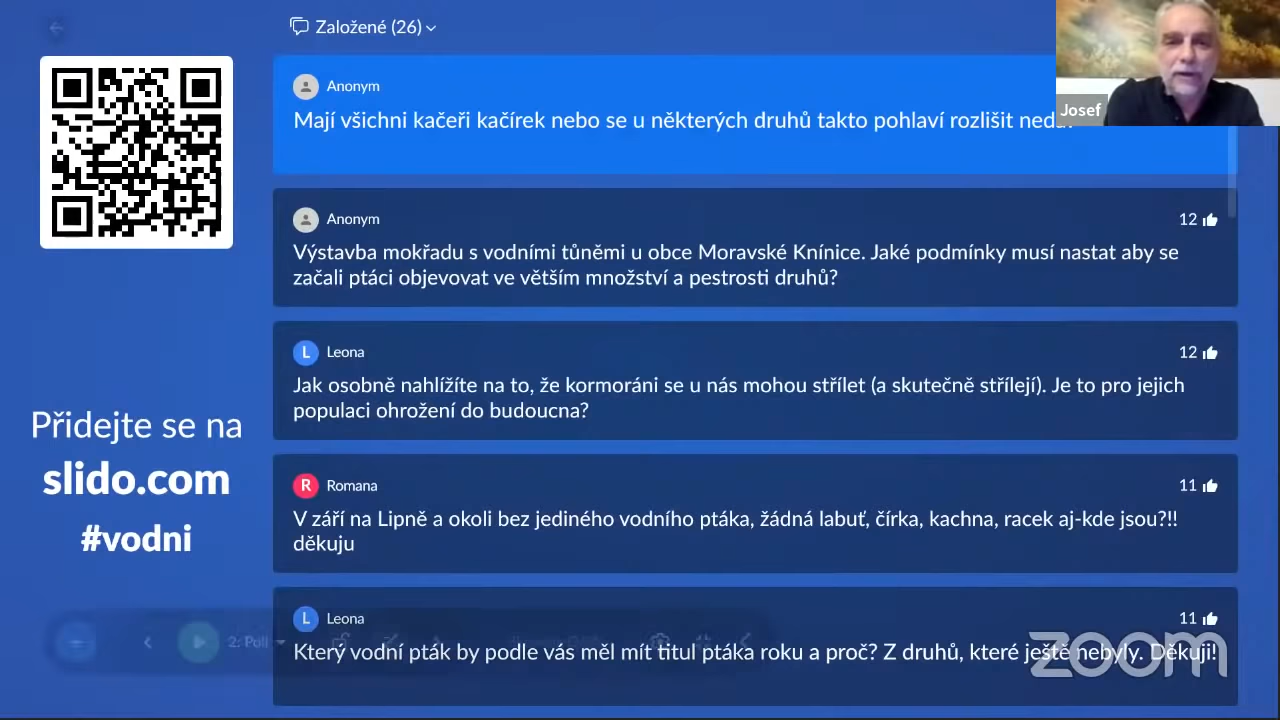 Založené (26)
Anonym
Mají všichni kačeři kačírek nebo se u některých druhů takto pohlaví rozlišit
Josef
Anonym
12
Výstavba mokřadu s vodními tůněmi u obce Moravské Knínice. Jaké podmínky musí nastat aby se
začali ptáci objevovat ve větším množství a pestrosti druhů?
L
Leona
12
Jak osobně nahlížíte na to, že kormoráni se u nás mohou střílet (a skutečně střílejí). Je to pro jejich
populaci ohrožení do budoucna?
R
Romana
11
V září na Lipně a okoli bez jediného vodního ptáka, žádná labuť, čírka, kachna, racek aj-kde jsou?!!
děkuju
L
Leona
11
Který vodní pták by podle vás měl mít titul ptáka roku a proč? Z druhů, které ještě nebyly. Děkuji!
Přidejte se na
slido.com
#vodni
2: Poll
zoom